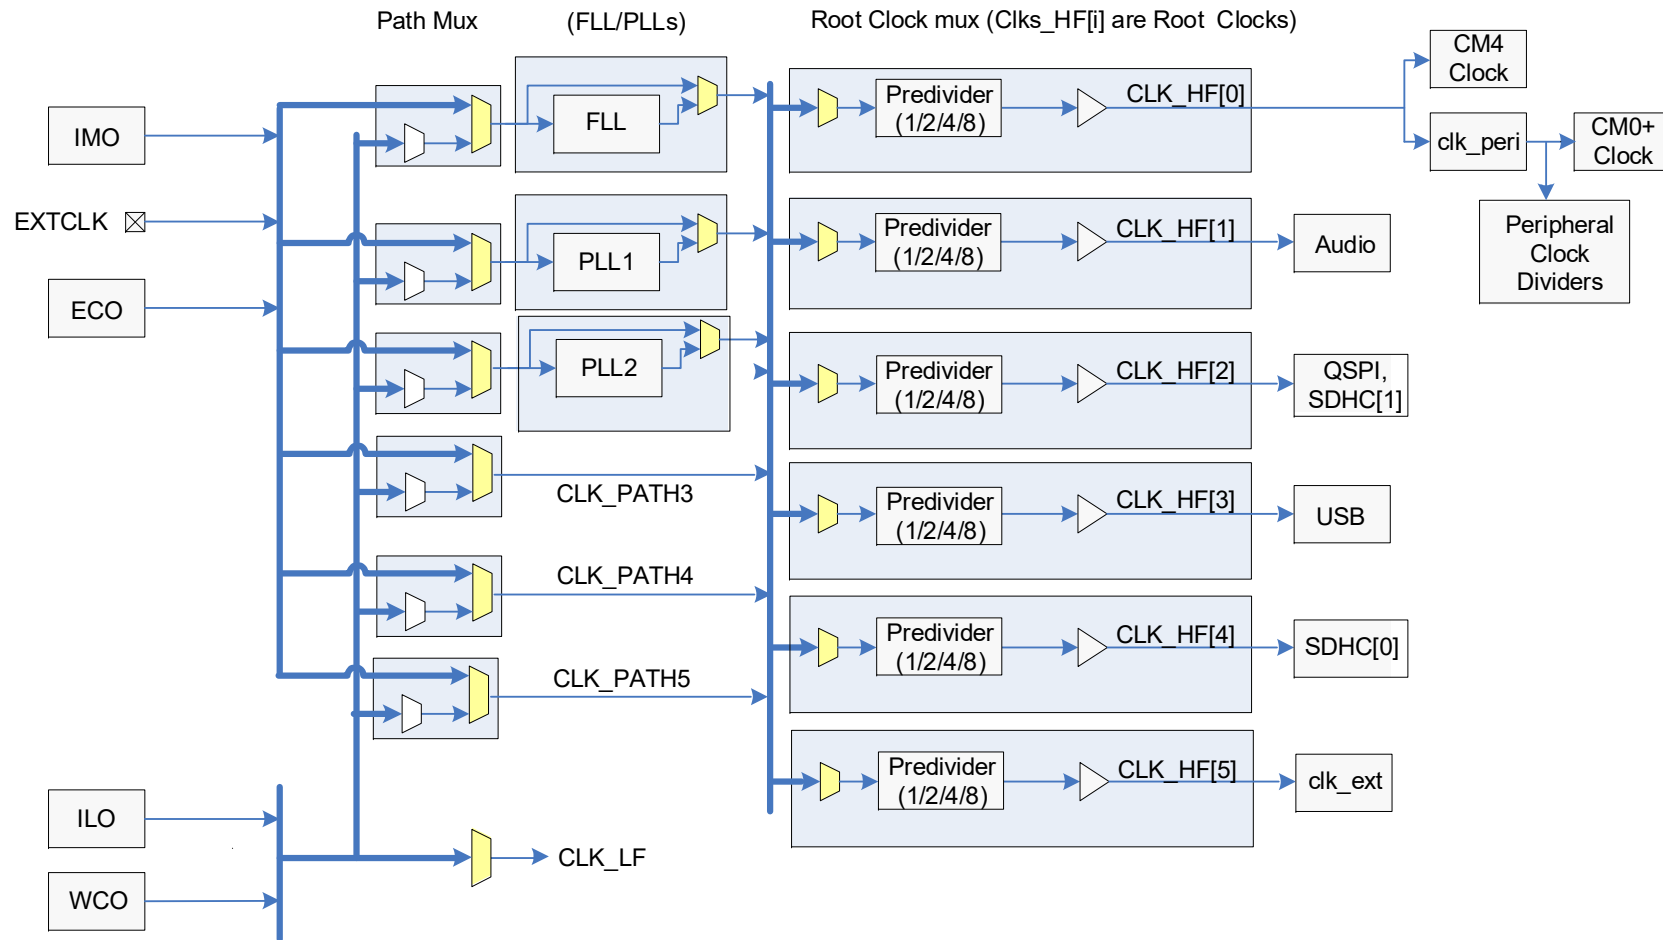 Path Mux
(FLL/PLLs)
Root Clock mux (Clks_HF[i] are Root Clocks)
IMO
EXTCLK
ECO
ILO
WCO
FLL
PLL1
PLL2
CLK_PATH3
CLK_PATH4
CLK_PATH5
CLK_LF
Predivider
(1/2/4/8)
CLK_HF[0]
CM4
Clock
clk_peri
CM0+
Clock
Peripheral
Clock
Dividers
Predivider
(1/2/4/8)
CLK_HF[1]
Audio
Predivider
(1/2/4/8)
CLK_HF[2]
QSPI,
SDHC[1]
Predivider
(1/2/4/8)
CLK_HF[3]
USB
Predivider
(1/2/4/8)
CLK_HF[4]
SDHC[0]
Predivider
(1/2/4/8)
CLK_HF[5]
clk_ext